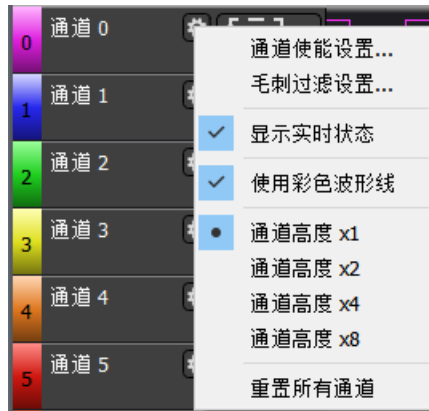 0
通道 0
1
通道 1
2
通道 2
3
通道 3
4
通道 4
5
通道 5
通道使能设置...
毛刺过滤设置...
显示实时状态
使用彩色波形线
通道高度 x1
通道高度 x2
通道高度 x4
通道高度 x8
重置所有通道